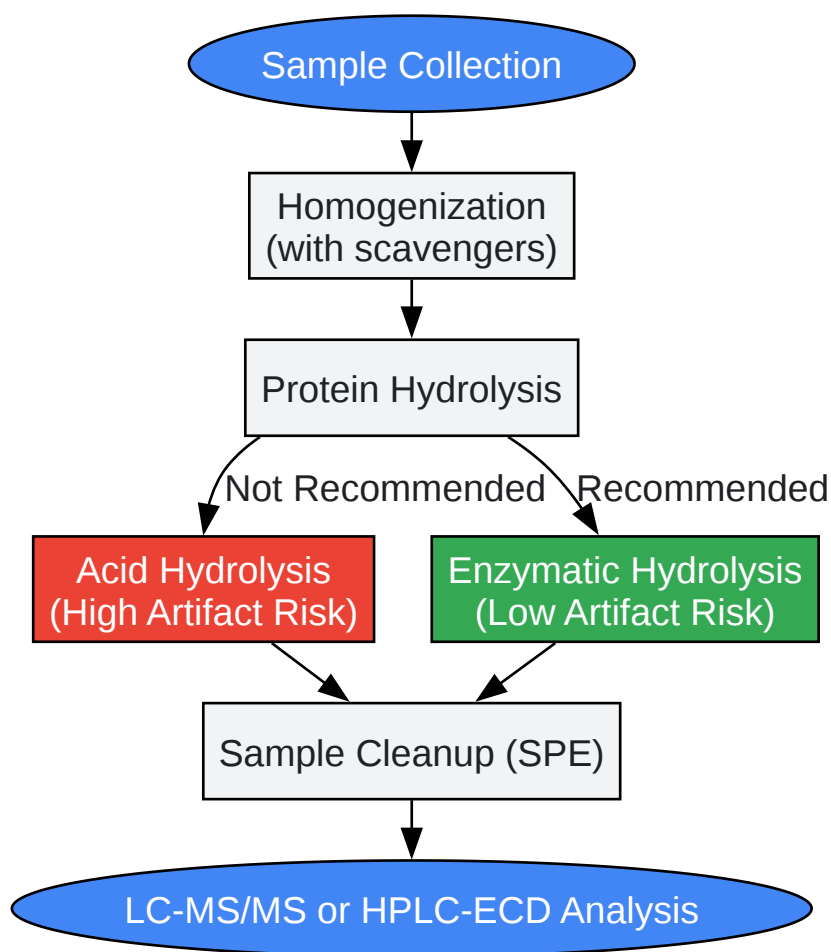 Sample Collection
Homogenization
(with scavengers)
Protein Hydrolysis
Not Recommended
Recommended
Acid Hydrolysis
(High Artifact Risk)
Enzymatic Hydrolysis
(Low Artifact Risk)
Sample Cleanup (SPE)
LC-MS/MS or HPLC-ECD Analysis